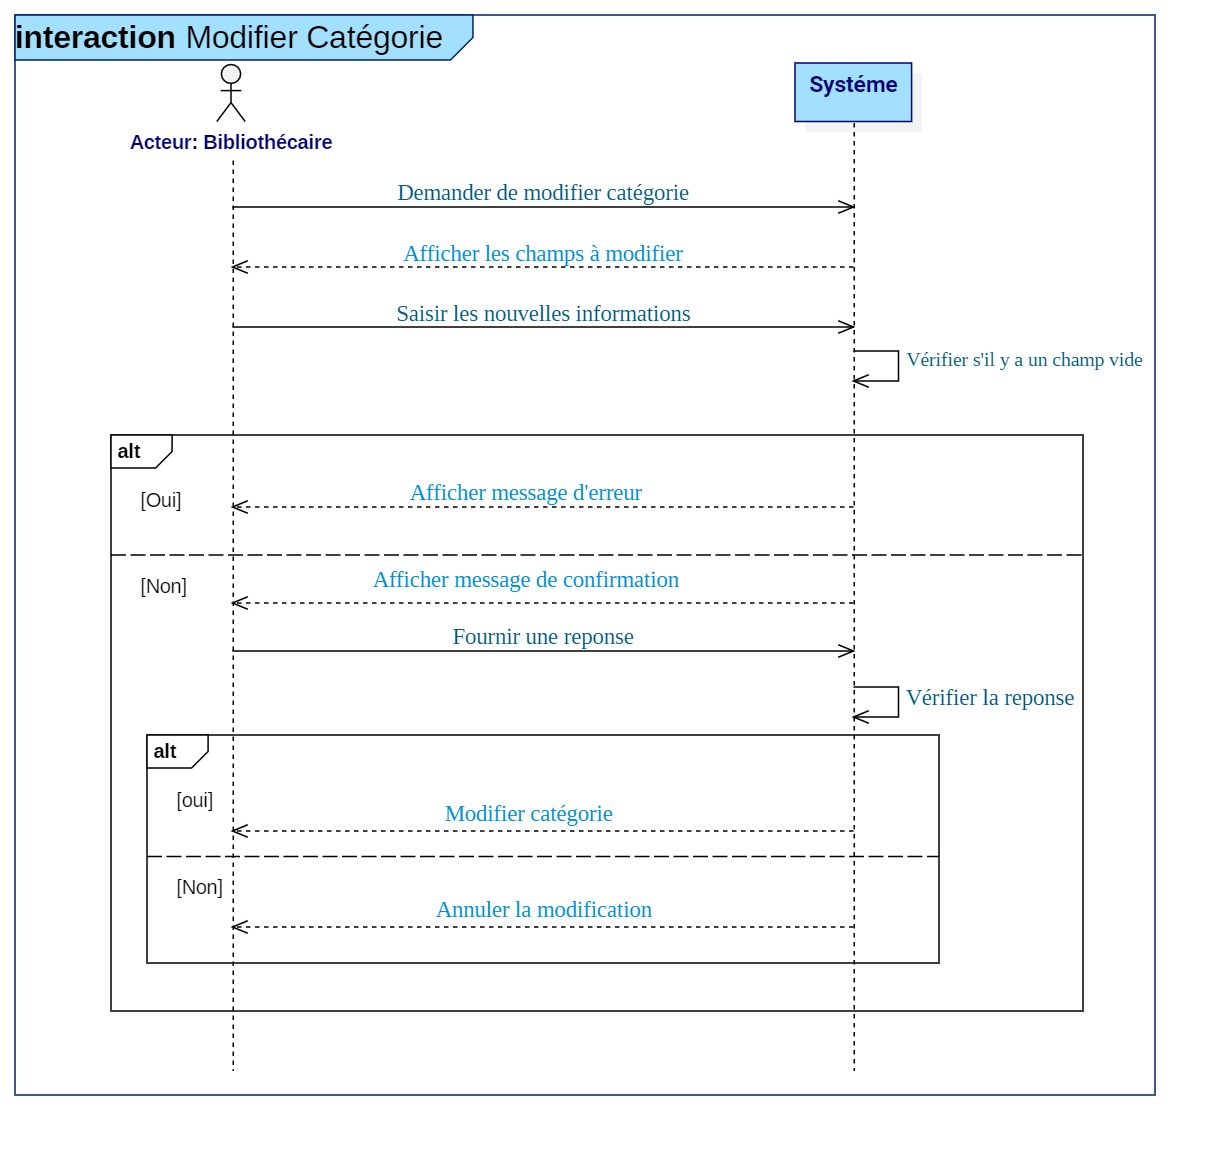 interaction Modifier Catégorie
Systéme
Acteur: Bibliothécaire
Demander de modifier catégorie
Afficher les champs à modifier
Saisir les nouvelles informations
Vérifier s'il y a un champ vide
alt
[Oui]
Afficher message d'erreur
[Non]
Afficher message de confirmation
Fournir une reponse
Vérifier la reponse
alt
[oui]
Modifier catégorie
[Non]
Annuler la modification